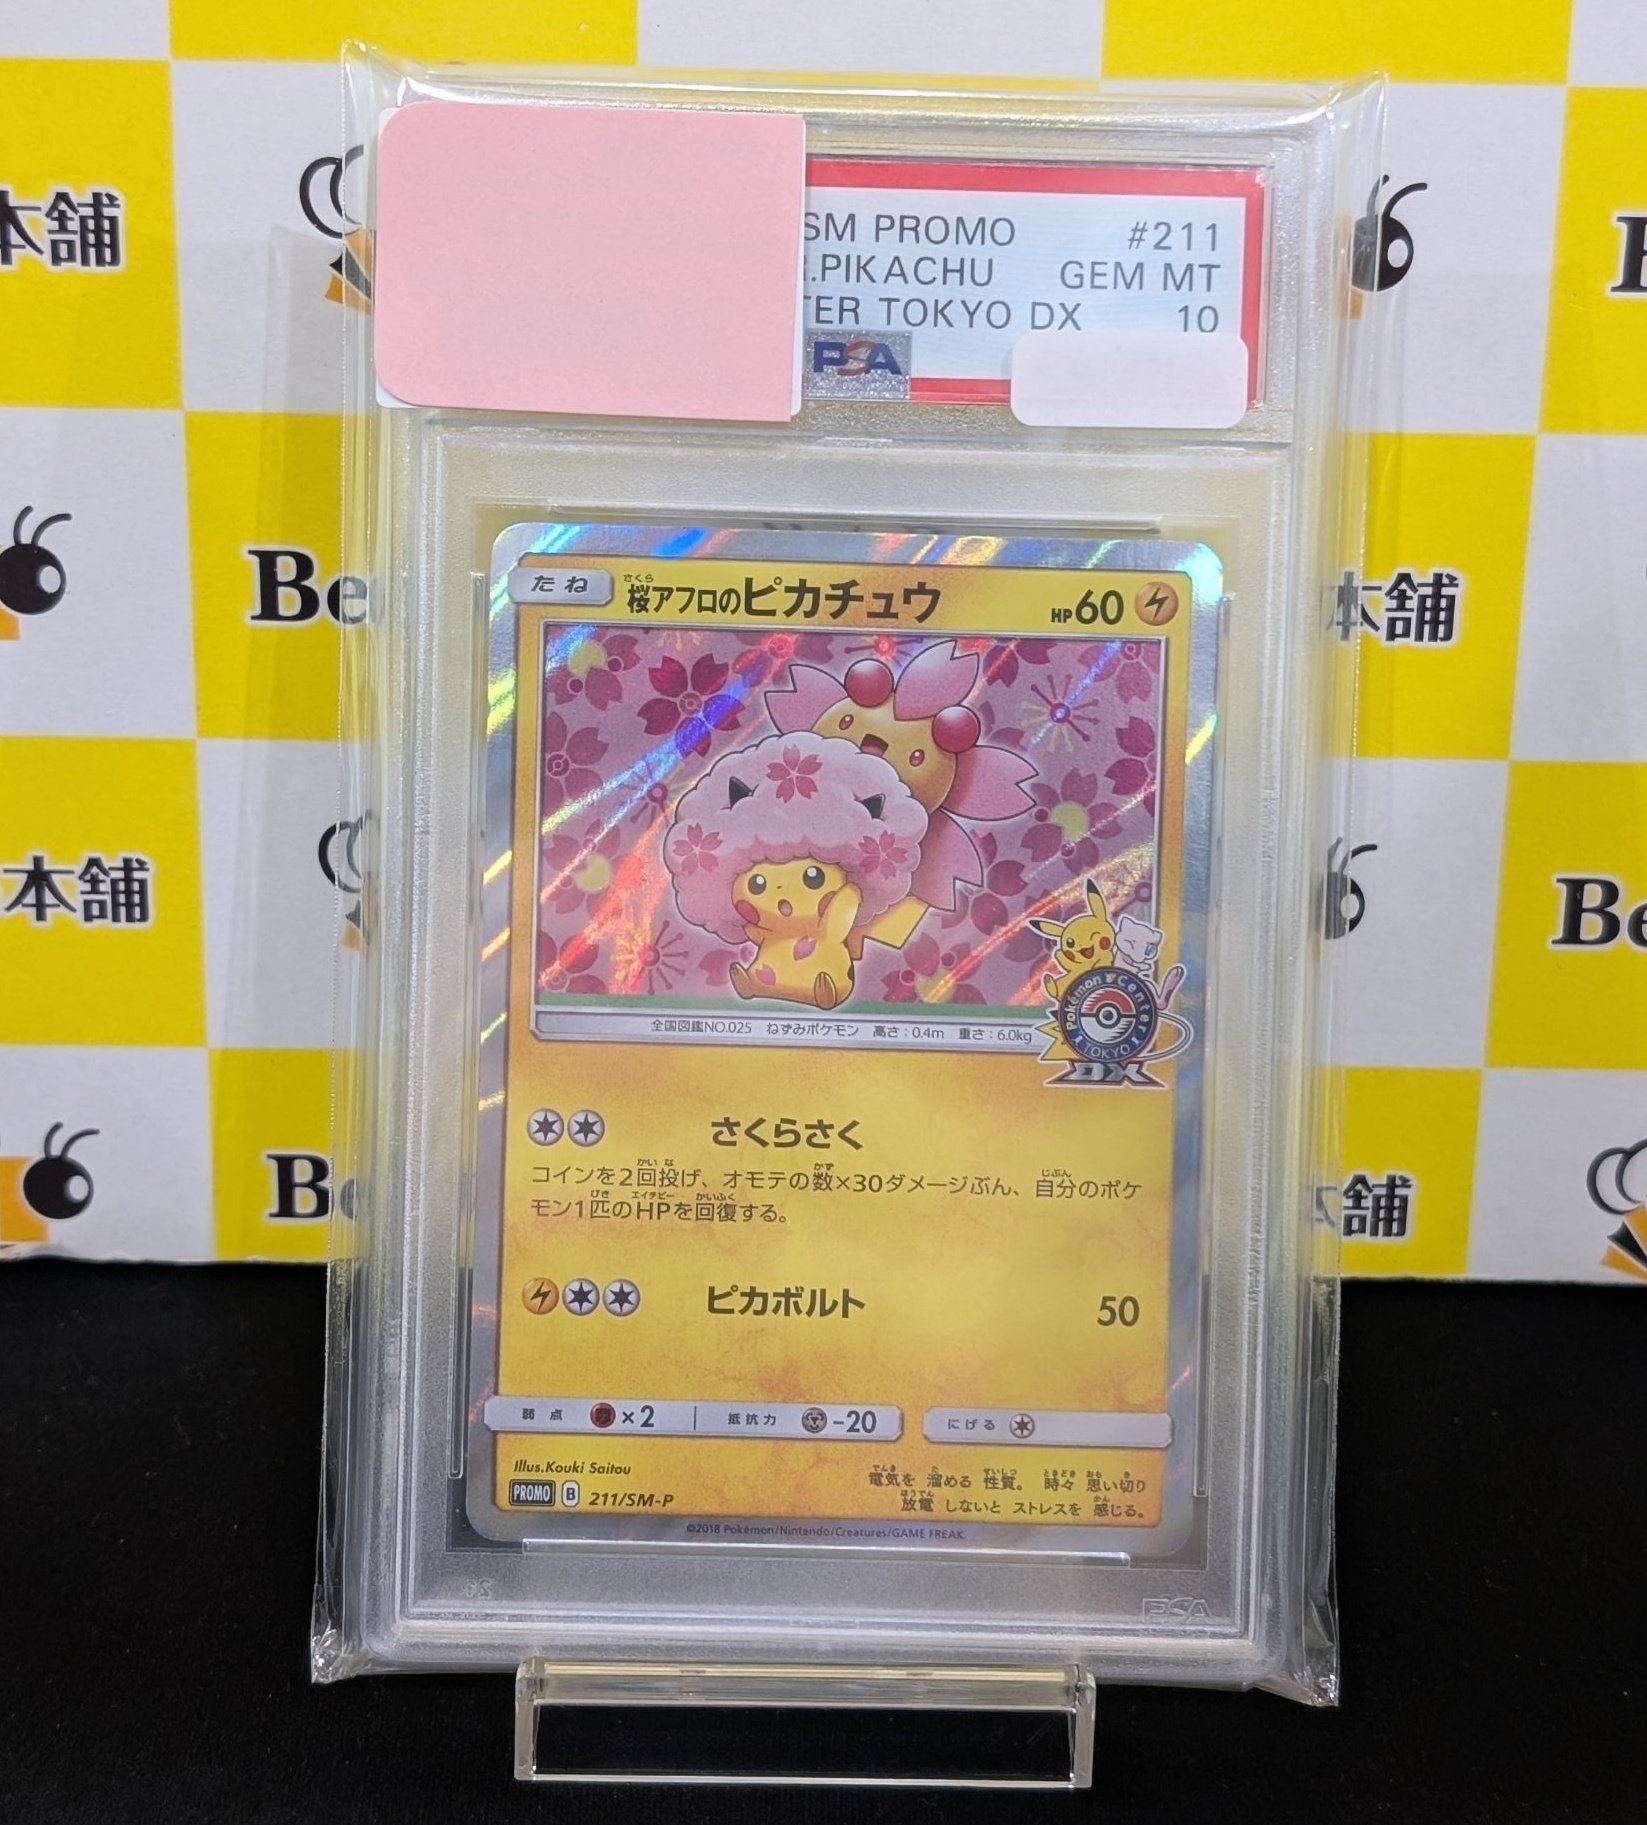 SM PROMO #211
.PIKACHU GEM MT
TER TOKYO DX 10
PSA
本舗
Be
本舗
本舗
Be
Be
本舗
たね 桜アフロのピカチュウ HP60
さくら
Pokémon Center
TOKYO
DX
全国図鑑NO.025 ねずみポケモン 高さ:0.4m 重さ:6.0kg
さくらさく
コインを2回投げ、オモテの数×30ダメージぶん、自分のポケ
モン1匹のHPを回復する。
ピカボルト 50
弱点 ×2 抵抗力 -20 にげる
Illus.Kouki Saitou
PROMO B 211/SM-P
電気を 溜める 性質。 時々 思い切り
放電 しないと ストレスを 感じる。
©2018 Pokémon/Nintendo/Creatures/GAME FREAK
PSA